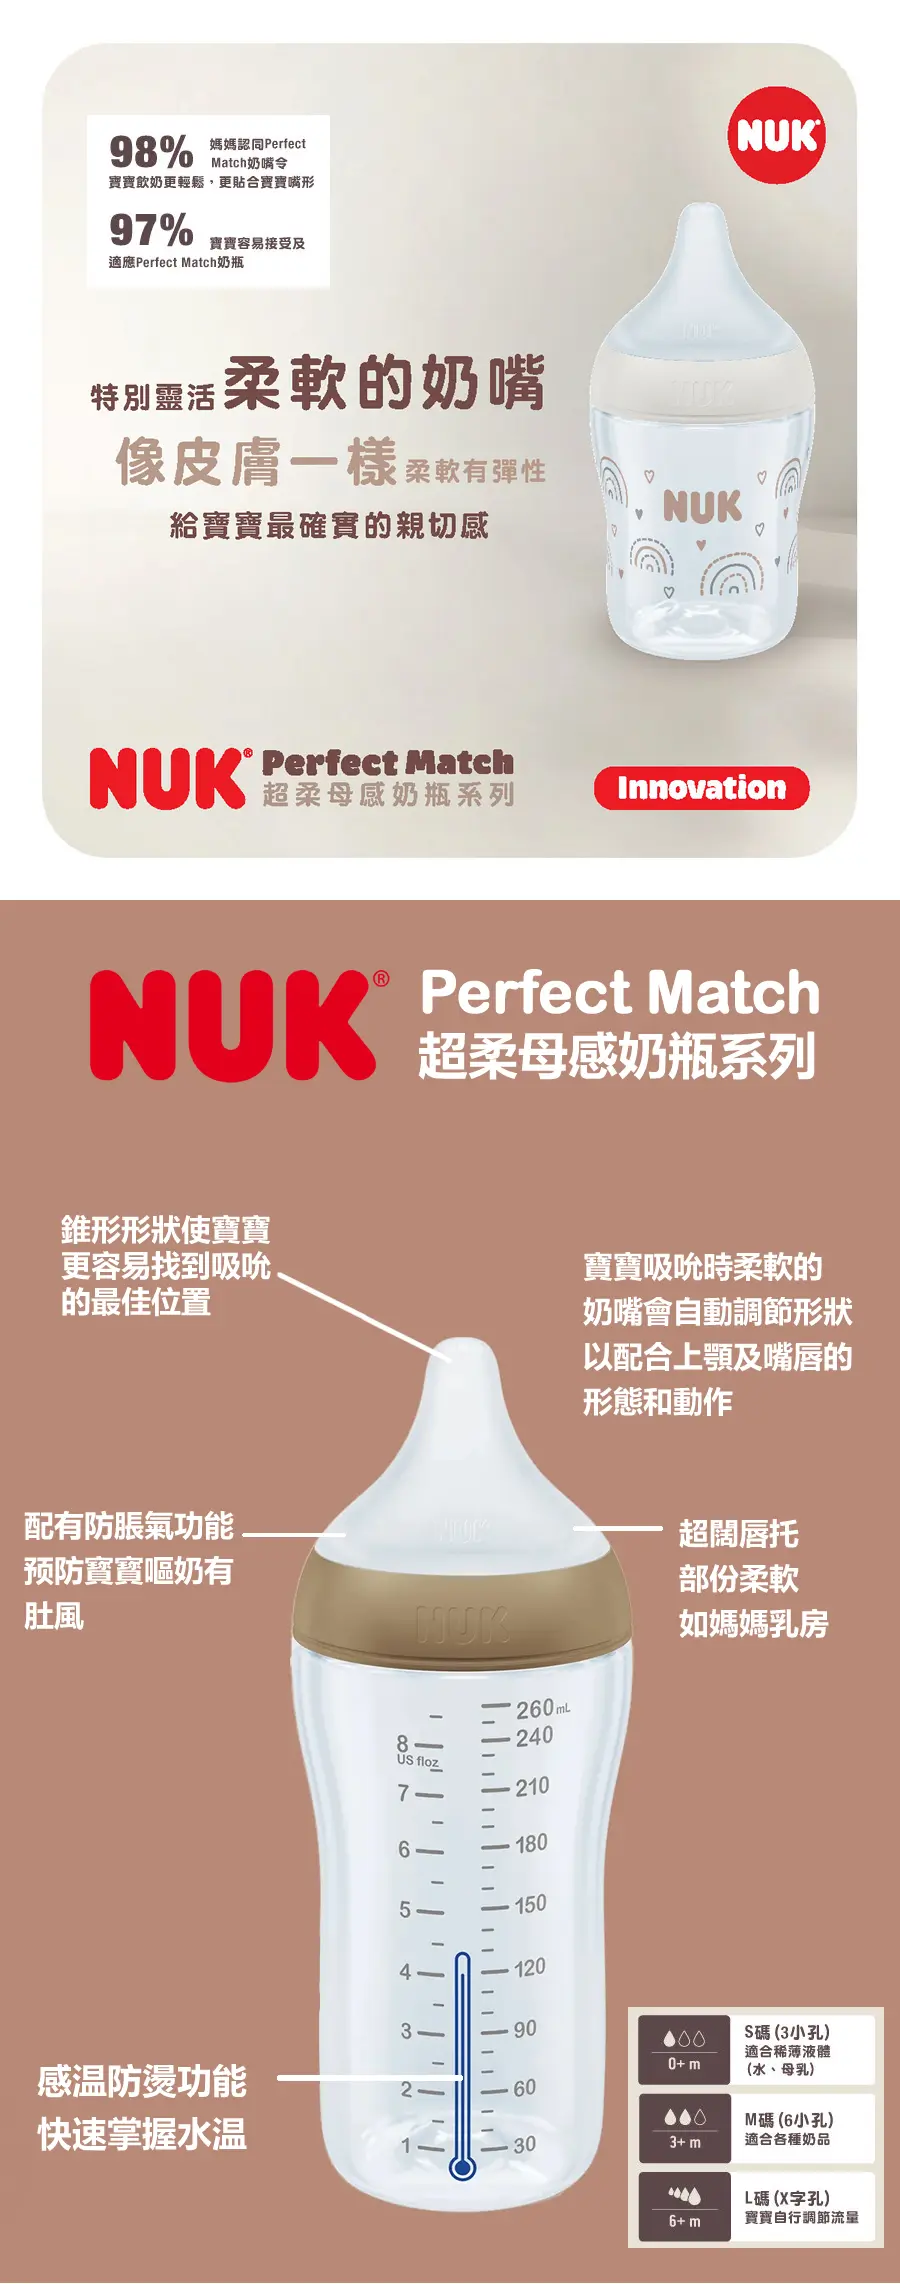 98% 媽媽認同Perfect
Match奶嘴令
寶寶飲奶更輕鬆，更貼合寶寶嘴形
97% 寶寶容易接受及
適應Perfect Match奶瓶
NUK
特別靈活柔軟的奶嘴
像皮膚一樣柔軟有彈性
給寶寶最確實的親切感
NUK
NUK
NUK
NUK® Perfect Match
超柔母感奶瓶系列
Innovation
NUK® Perfect Match
超柔母感奶瓶系列
錐形形狀使寶寶
更容易找到吸吮
的最佳位置
寶寶吸吮時柔軟的
奶嘴會自動調節形狀
以配合上顎及嘴唇的
形態和動作
配有防脹氣功能
预防寶寶嘔奶有
肚風
超闊唇托
部份柔軟
如媽媽乳房
NUK
NUK
260 mL
8 240
US floz
7 210
6 180
5 150
4 120
3 90
2 60
1 30
感温防燙功能
快速掌握水温
S碼 (3小孔)
適合稀薄液體
(水、母乳)
0+ m
M碼 (6小孔)
適合各種奶品
3+ m
L碼 (X字孔)
寶寶自行調節流量
6+ m